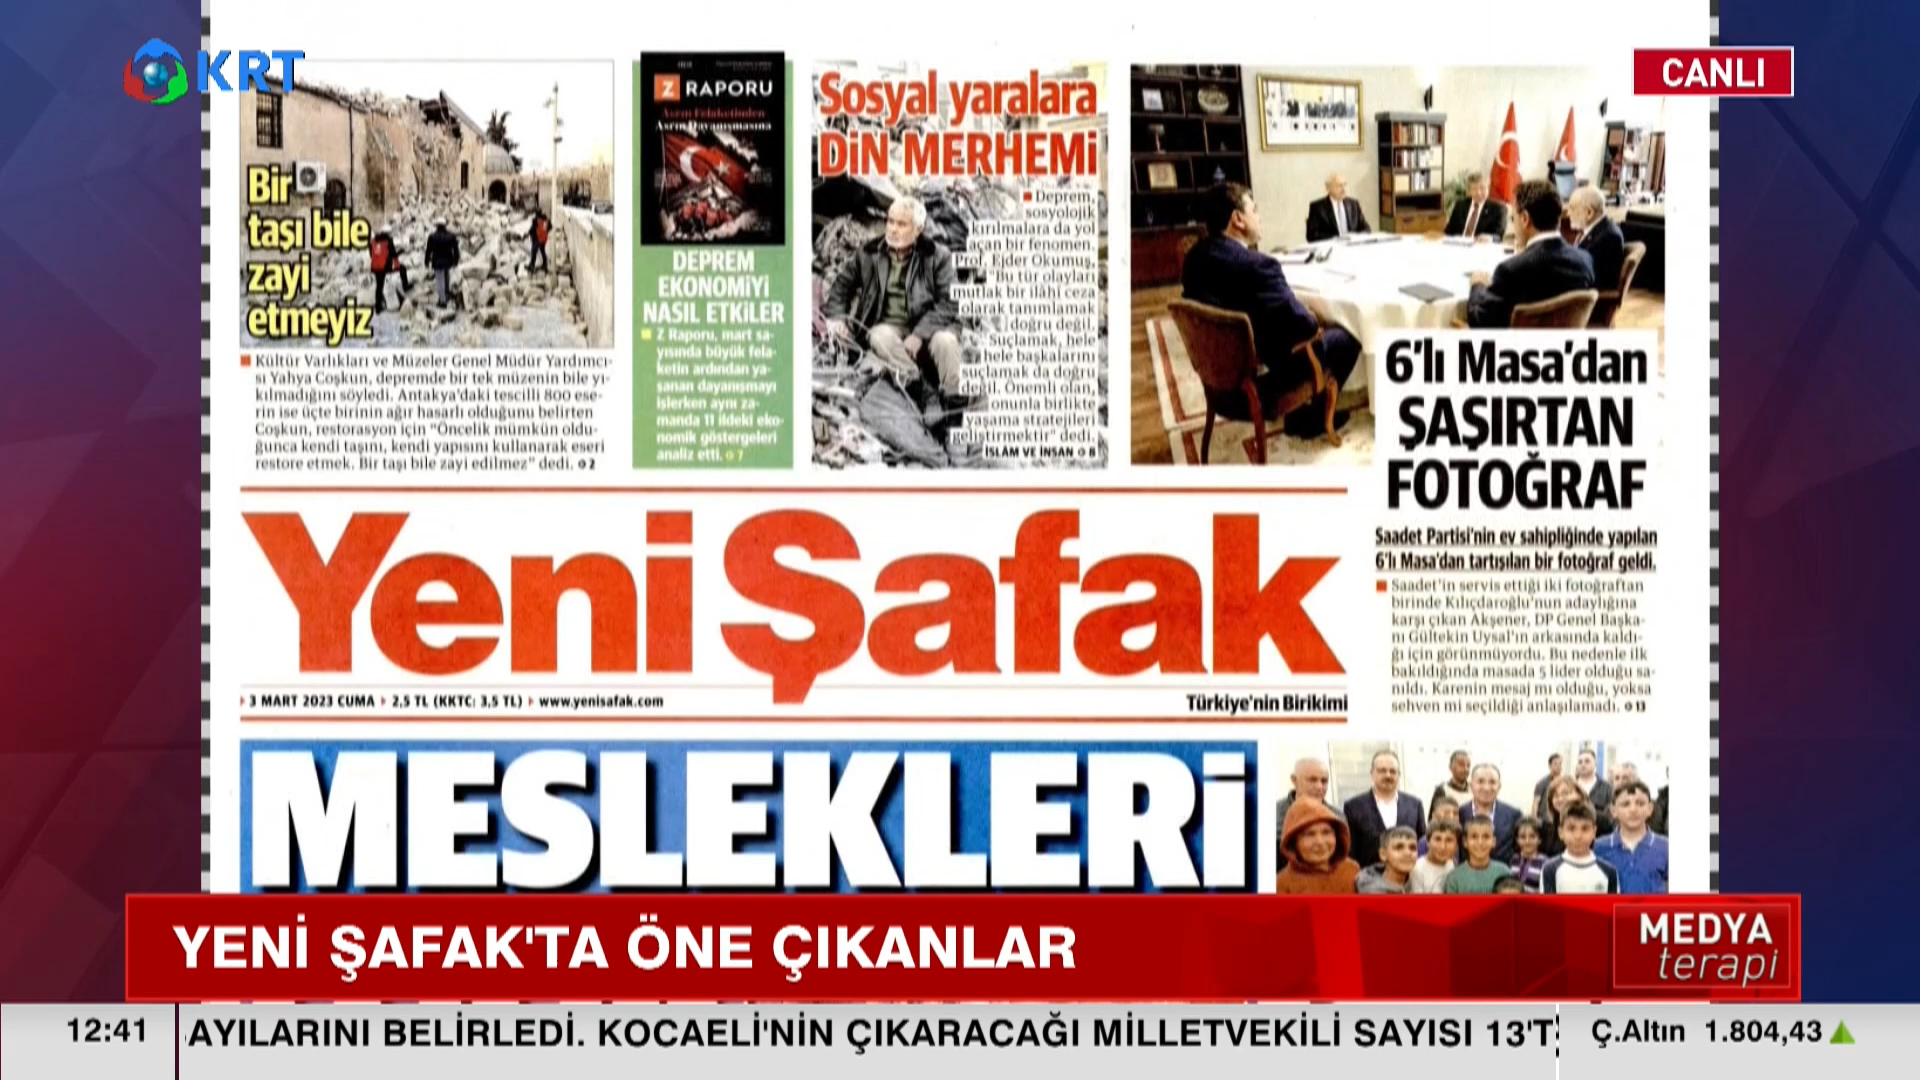 KRT
CANLI
Bir
taşı bile
zayi
etmeyiz
■ Kültür Varlıkları ve Müzeler Genel Müdür Yardımcı-
sı Yahya Coşkun, depremde bir tek müzenin bile yı-
kılmadığını söyledi. Antakya'daki tescilli 800 ese-
rin ise üçte birinin ağır hasarlı olduğunu belirten
Coşkun, restorasyon için "Öncelik mümkün oldu-
ğunca kendi taşını, kendi yapısını kullanarak eseri
restore etmek. Bir taşı bile zayi edilmez" dedi. 2
Z RAPORU
Asrın Felaketinden
Asrın Dayanışmasına
DEPREM
EKONOMİYİ
NASIL ETKİLER
■ Z Raporu, mart sa-
yısında büyük fela-
ketin ardından ya-
şanan dayanışmayı
işlerken aynı za-
manda 11 ildeki eko-
nomik göstergeleri
analiz etti. 7
Sosyal yaralara
DİN MERHEMİ
■ Deprem,
sosyolojik
kırılmalara da yol
açan bir fenomen.
Prof. Ejder Okumuş,
"Bu tür olayları
mutlak bir ilâhî ceza
olarak tanımlamak
doğru değil.
Suçlamak, hele
hele başkalarını
suçlamak da doğru
değil. Önemli olan,
onunla birlikte
yaşama stratejileri
geliştirmektir" dedi.
İSLÂM VE İNSAN 8
6'lı Masa'dan
ŞAŞIRTAN
FOTOĞRAF
Saadet Partisi'nin ev sahipliğinde yapılan
6'lı Masa'dan tartışılan bir fotoğraf geldi.
■ Saadet'in servis ettiği iki fotoğraftan
birinde Kılıçdaroğlu'nun adaylığına
karşı çıkan Akşener, DP Genel Başka-
nı Gültekin Uysal'ın arkasında kaldı-
ğı için görünmüyordu. Bu nedenle ilk
bakıldığında masada 5 lider olduğu sa-
nıldı. Karenin mesaj mı olduğu, yoksa
sehven mi seçildiği anlaşılamadı. 13
Yeni Şafak
3 MART 2023 CUMA 2,5 TL (KKTC: 3,5 TL) www.yenisafak.com
Türkiye'nin Birikimi
MESLEKLERİ
YENİ ŞAFAK'TA ÖNE ÇIKANLAR
MEDYA
terapi
12:41
AYILARINI BELİRLEDİ. KOCAELİ'NİN ÇIKARACAĞI MİLLETVEKİLİ SAYISI 13'T
Ç.Altın 1.804,43